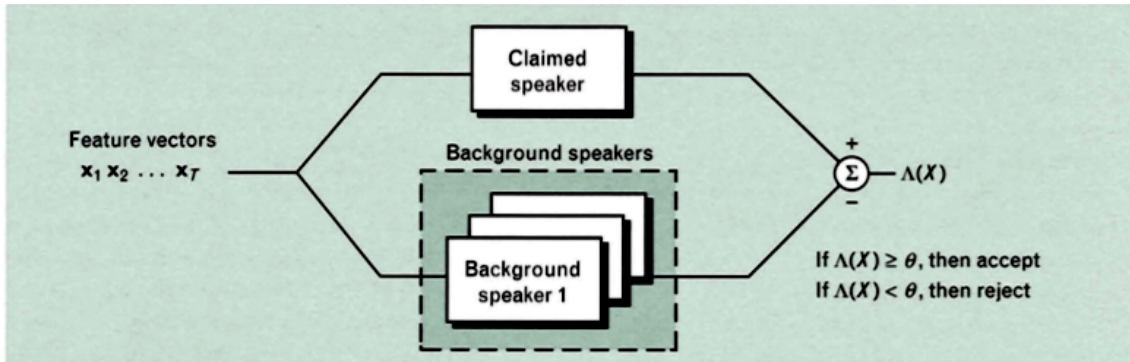 Claimed
speaker
Feature vectors
x₁ x₂ ... x_T
Background speakers
+
Σ
Λ(X)
−
Background
speaker 1
If Λ(X) ≥ θ, then accept
If Λ(X) < θ, then reject